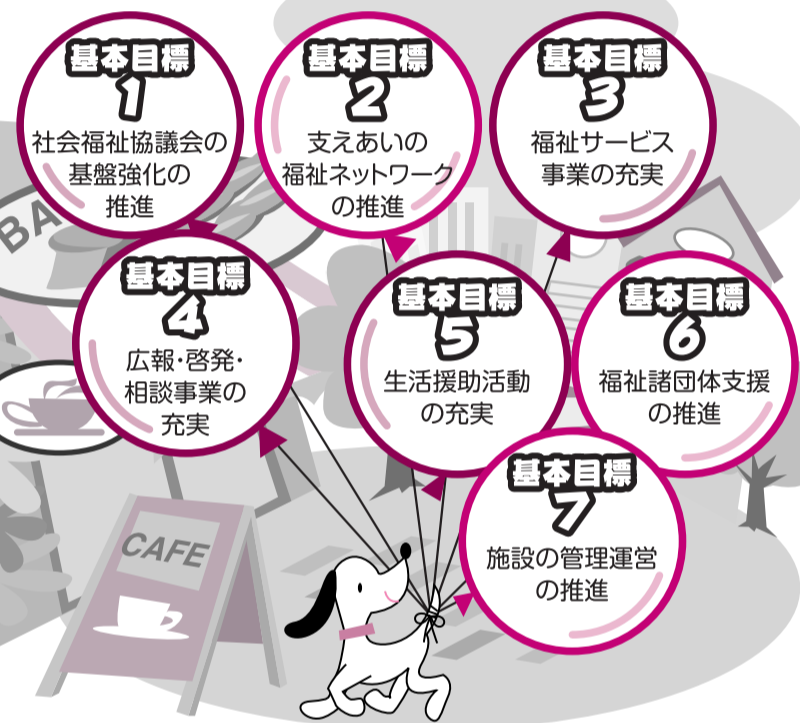 基本目標
1
社会福祉協議会の
基盤強化の
推進
基本目標
2
支えあいの
福祉ネットワーク
の推進
基本目標
3
福祉サービス
事業の充実
基本目標
4
広報・啓発・
相談事業の
充実
基本目標
5
生活援助活動
の充実
基本目標
6
福祉諸団体支援
の推進
基本目標
7
施設の管理運営
の推進
CAFE